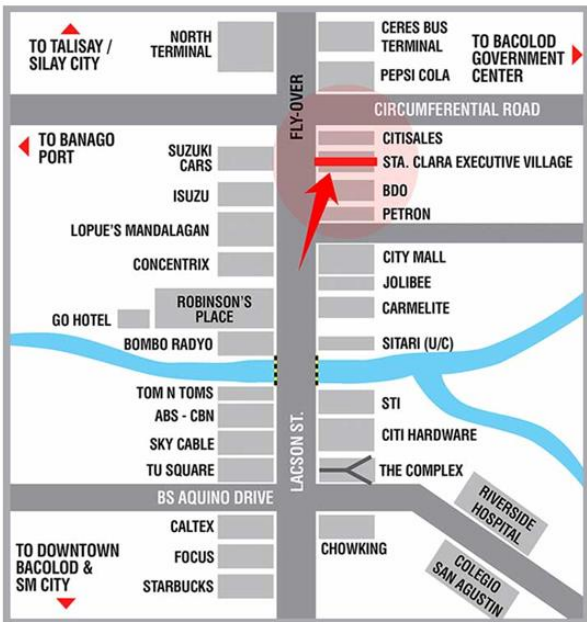 NORTH
TERMINAL
TO TALISAY /
SILAY CITY
CERES BUS
TERMINAL
PEPSI COLA
TO BACOLOD
GOVERNMENT
CENTER
FLY-OVER
CIRCUMFERENTIAL ROAD
TO BANAGO
PORT
SUZUKI
CARS
ISUZU
LOPUE'S MANDALAGAN
CONCENTRIX
ROBINSON'S
PLACE
GO HOTEL
BOMBO RADYO
CITISALES
STA. CLARA EXECUTIVE VILLAGE
BDO
PETRON
CITY MALL
JOLIBEE
CARMELITE
SITARI (U/C)
TOM N TOMS
ABS - CBN
SKY CABLE
TU SQUARE
LACSON ST.
STI
CITI HARDWARE
THE COMPLEX
BS AQUINO DRIVE
RIVERSIDE
HOSPITAL
COLEGIO
SAN AGUSTIN
CALTEX
FOCUS
STARBUCKS
CHOWKING
TO DOWNTOWN
BACOLOD &
SM CITY